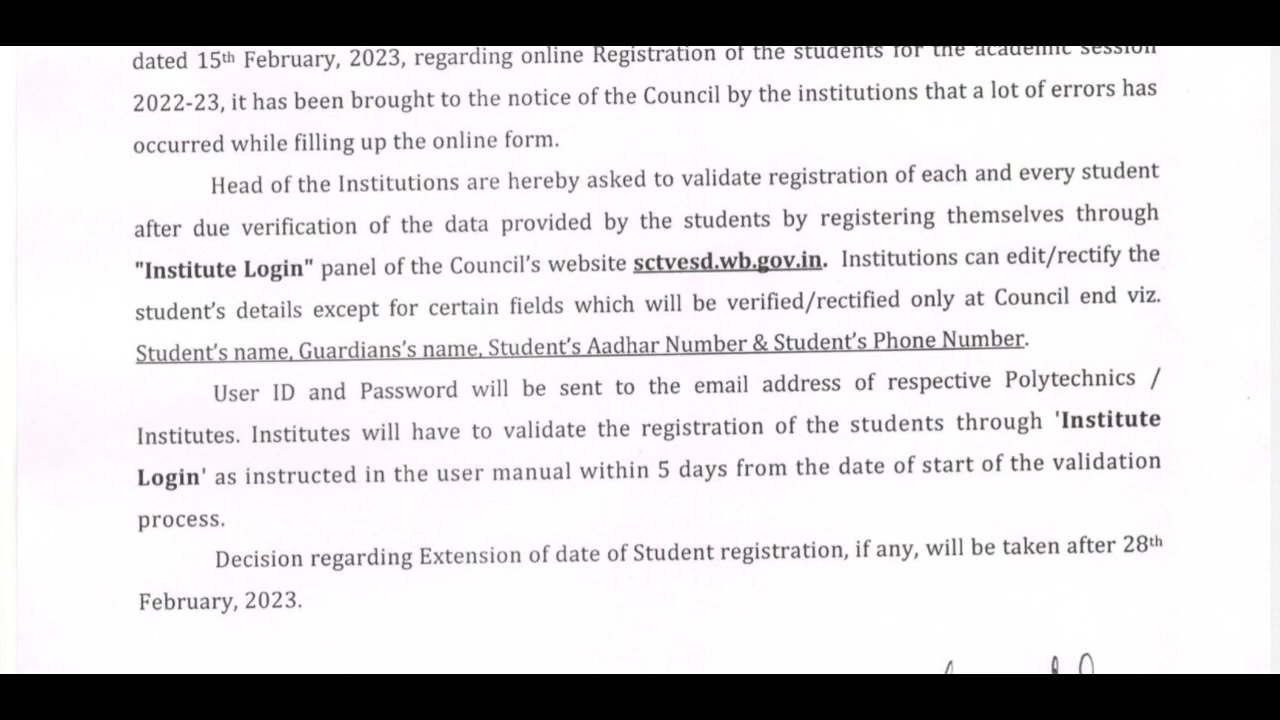 dated 15th February, 2023, regarding online Registration of the students for the academic session
2022-23, it has been brought to the notice of the Council by the institutions that a lot of errors has
occurred while filling up the online form.
Head of the Institutions are hereby asked to validate registration of each and every student
after due verification of the data provided by the students by registering themselves through
"Institute Login" panel of the Council's website sctvesd.wb.gov.in. Institutions can edit/rectify the
student's details except for certain fields which will be verified/rectified only at Council end viz.
Student's name, Guardians's name, Student's Aadhar Number & Student's Phone Number.
User ID and Password will be sent to the email address of respective Polytechnics /
Institutes. Institutes will have to validate the registration of the students through 'Institute
Login' as instructed in the user manual within 5 days from the date of start of the validation
process.
Decision regarding Extension of date of Student registration, if any, will be taken after 28th
February, 2023.